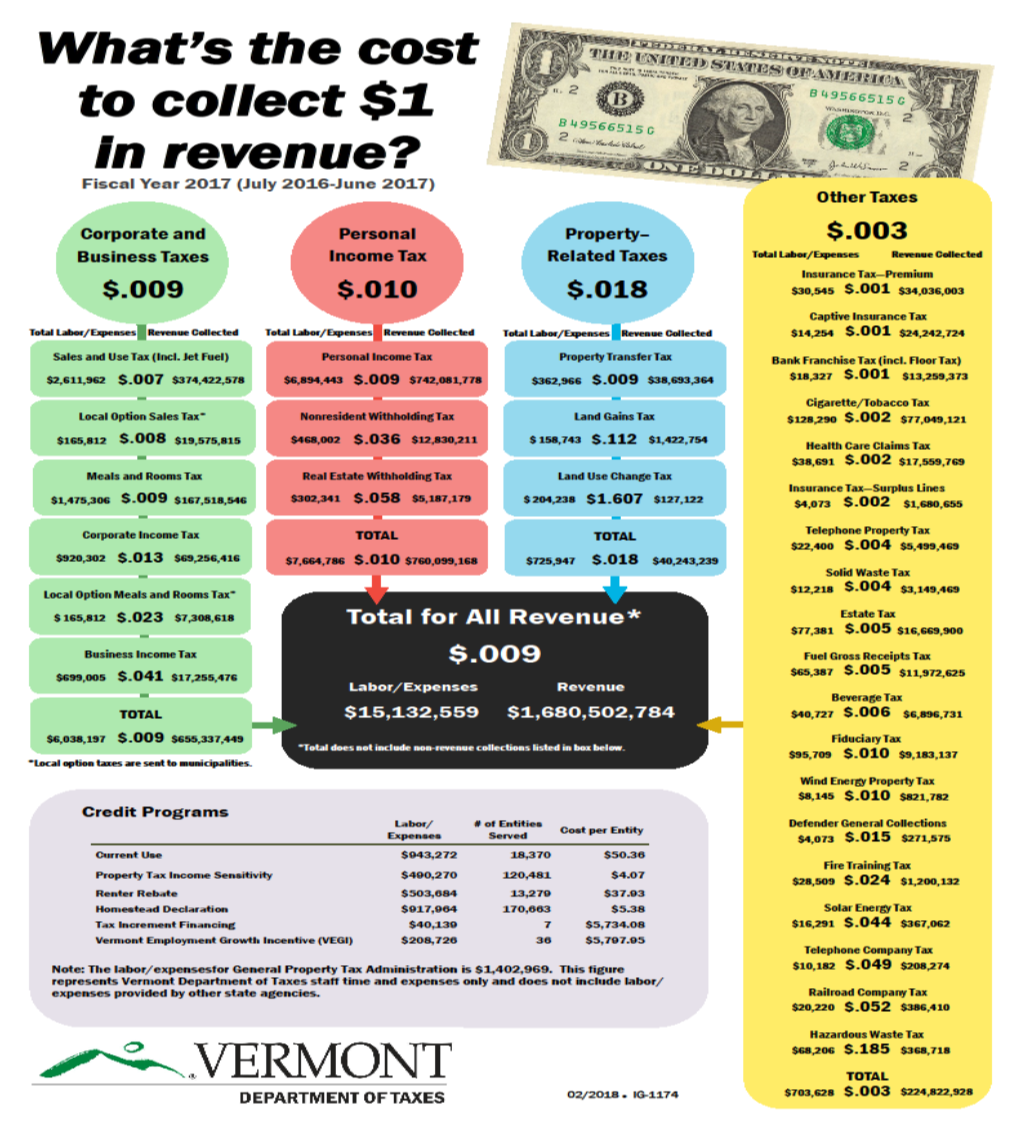 What's the cost
to collect $1
in revenue?
Fiscal Year 2017 (July 2016-June 2017)
FEDERAL RESERVE NOTE
THE UNITED STATES OF AMERICA
B 49566515 G
WASHINGTON, D.C.
B 49566515 G
ONE DOLLAR
Corporate and
Business Taxes
$.009
Total Labor/Expenses Revenue Collected
Sales and Use Tax (Incl. Jet Fuel)
$2,611,962 $.007 $374,422,578
Local Option Sales Tax*
$165,812 $.008 $19,575,815
Meals and Rooms Tax
$1,475,306 $.009 $167,518,546
Corporate Income Tax
$920,302 $.013 $69,256,416
Local Option Meals and Rooms Tax*
$ 165,812 $.023 $7,308,618
Business Income Tax
$699,005 $.041 $17,255,476
TOTAL
$6,038,197 $.009 $655,337,449
*Local option taxes are sent to municipalities.
Personal
Income Tax
$.010
Total Labor/Expenses Revenue Collected
Personal Income Tax
$6,894,443 $.009 $742,081,778
Nonresident Withholding Tax
$468,002 $.036 $12,830,211
Real Estate Withholding Tax
$302,341 $.058 $5,187,179
TOTAL
$7,664,786 $.010 $760,099,168
Property–
Related Taxes
$.018
Total Labor/Expenses Revenue Collected
Property Transfer Tax
$362,966 $.009 $38,693,364
Land Gains Tax
$ 158,743 $.112 $1,422,754
Land Use Change Tax
$ 204,238 $1.607 $127,122
TOTAL
$725,947 $.018 $40,243,239
Total for All Revenue*
$.009
Labor/Expenses Revenue
$15,132,559 $1,680,502,784
*Total does not include non-revenue collections listed in box below.
Other Taxes
$.003
Total Labor/Expenses Revenue Collected
Insurance Tax—Premium
$30,545 $.001 $34,036,003
Captive Insurance Tax
$14,254 $.001 $24,242,724
Bank Franchise Tax (incl. Floor Tax)
$18,327 $.001 $13,259,373
Cigarette/Tobacco Tax
$128,290 $.002 $77,049,121
Health Care Claims Tax
$38,691 $.002 $17,559,769
Insurance Tax—Surplus Lines
$4,073 $.002 $1,680,655
Telephone Property Tax
$22,400 $.004 $5,499,469
Solid Waste Tax
$12,218 $.004 $3,149,469
Estate Tax
$77,381 $.005 $16,669,900
Fuel Gross Receipts Tax
$65,387 $.005 $11,972,625
Beverage Tax
$40,727 $.006 $6,896,731
Fiduciary Tax
$95,709 $.010 $9,183,137
Wind Energy Property Tax
$8,145 $.010 $821,782
Defender General Collections
$4,073 $.015 $271,575
Fire Training Tax
$28,509 $.024 $1,200,132
Solar Energy Tax
$16,291 $.044 $367,062
Telephone Company Tax
$10,182 $.049 $208,274
Railroad Company Tax
$20,220 $.052 $386,410
Hazardous Waste Tax
$68,206 $.185 $368,718
TOTAL
$703,628 $.003 $224,822,928
Credit Programs
Labor/ # of Entities
Expenses Served Cost per Entity
Current Use $943,272 18,370 $50.36
Property Tax Income Sensitivity $490,270 120,481 $4.07
Renter Rebate $503,684 13,279 $37.93
Homestead Declaration $917,964 170,663 $5.38
Tax Increment Financing $40,139 7 $5,734.08
Vermont Employment Growth Incentive (VEGI) $208,726 36 $5,797.95
Note: The labor/expensesfor General Property Tax Administration is $1,402,969. This figure
represents Vermont Department of Taxes staff time and expenses only and does not include labor/
expenses provided by other state agencies.
VERMONT
DEPARTMENT OF TAXES
02/2018 • IG-1174